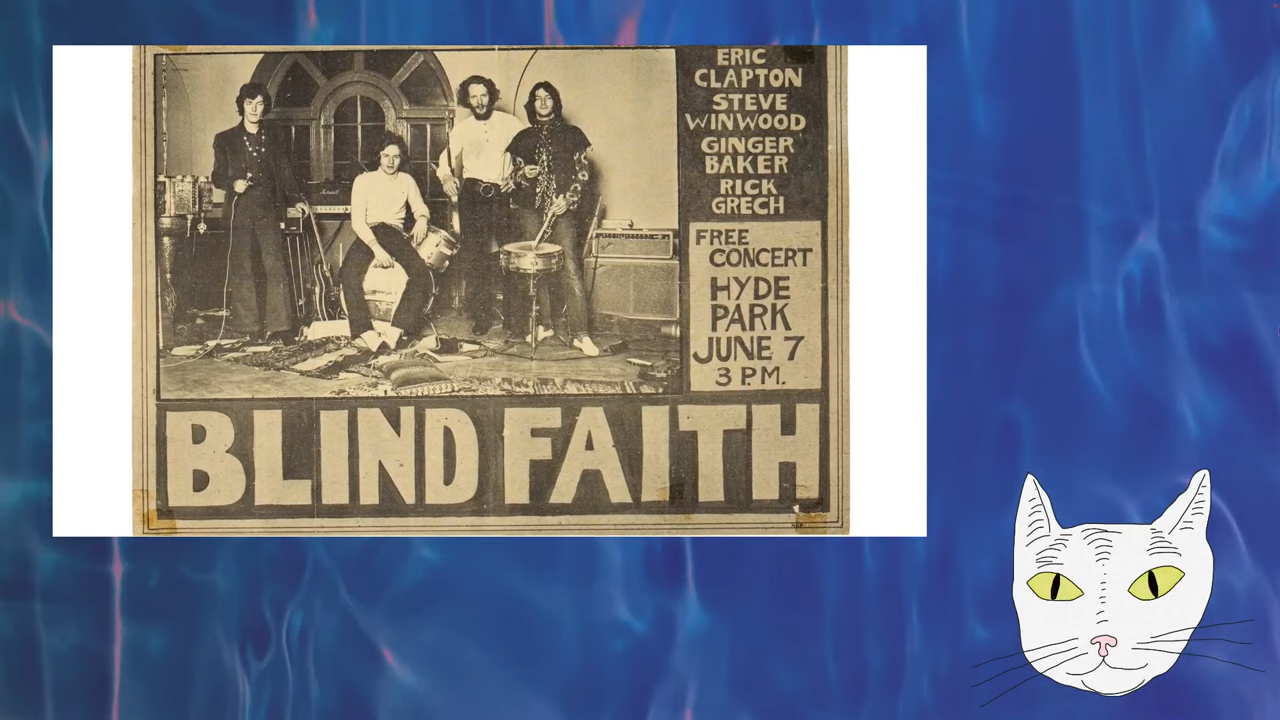 ERIC
CLAPTON
STEVE
WINWOOD
GINGER
BAKER
RICK
GRECH
FREE
CONCERT
HYDE
PARK
JUNE 7
3 P.M.
BLIND FAITH